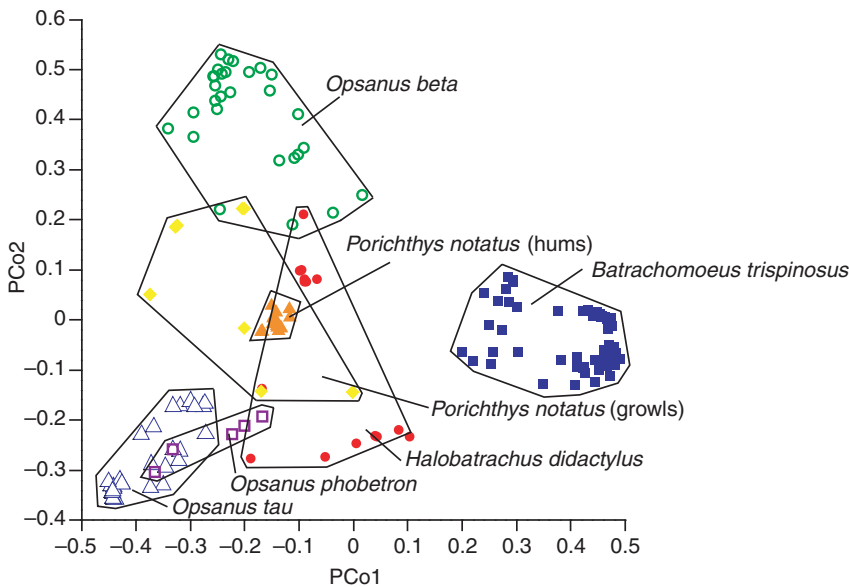 0.6
0.5
Opsanus beta
0.4
0.3
0.2
Porichthys notatus (hums)
Batrachomoeus trispinosus
0.1
PCo2
0
−0.1
Porichthys notatus (growls)
−0.2
Halobatrachus didactylus
−0.3
Opsanus phobetron
Opsanus tau
−0.4
−0.5 −0.4 −0.3 −0.2 −0.1 0 0.1 0.2 0.3 0.4 0.5
PCo1